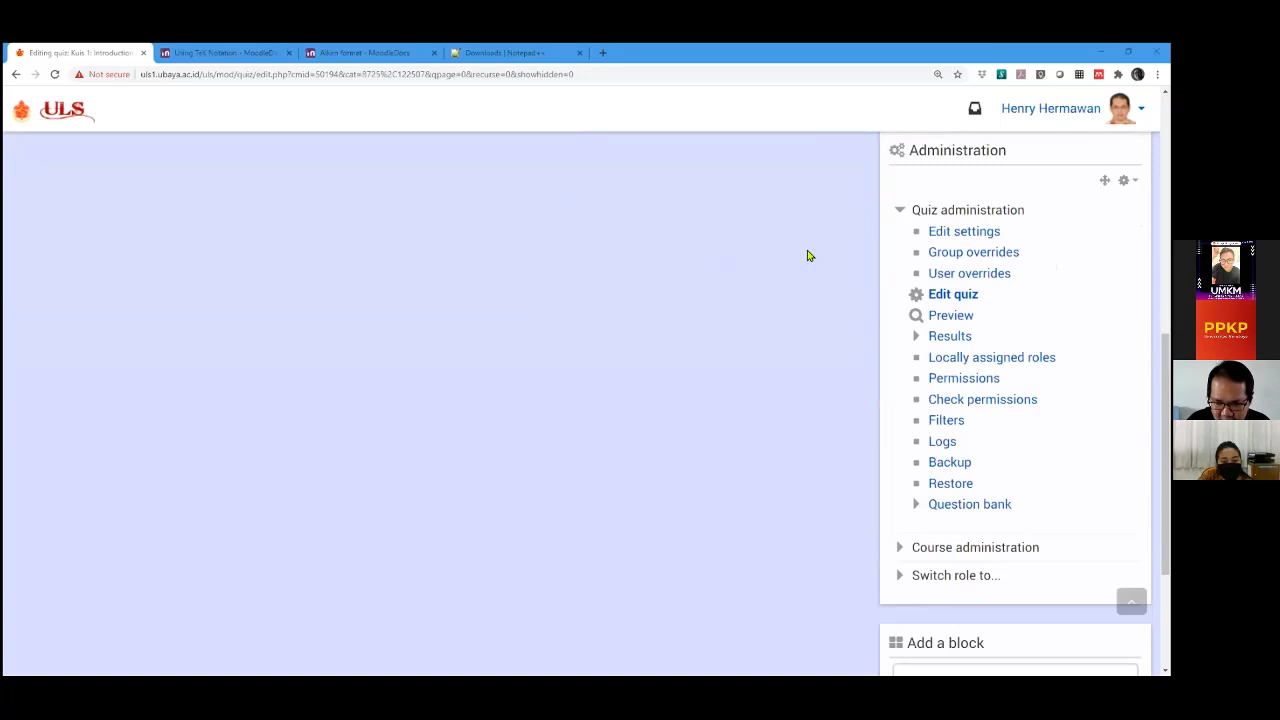 Editing quiz: Kuis 1: Introduction
Using TeX Notation - MoodleDo
Aiken format - MoodleDocs
Downloads | Notepad++
Not secure
uls1.ubaya.ac.id/uls/mod/quiz/edit.php?cmid=50194&cat=8725%2C122507&qpage=0&recurse=0&showhidden=0
ULS
Henry Hermawan
Administration
Quiz administration
Edit settings
Group overrides
User overrides
Edit quiz
Preview
Results
Locally assigned roles
Permissions
Check permissions
Filters
Logs
Backup
Restore
Question bank
Course administration
Switch role to...
Add a block
UMKM
PPKP